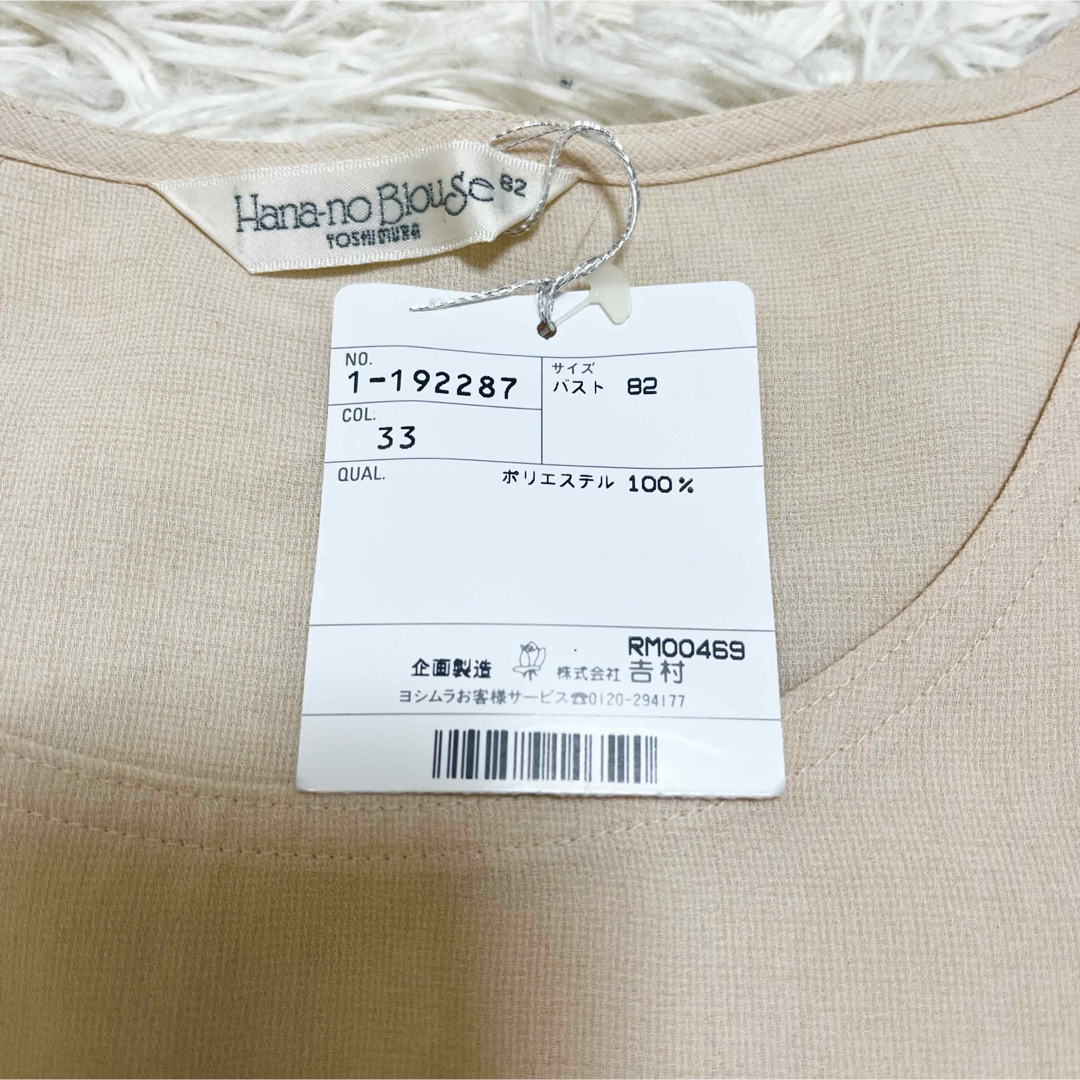 Hana-no Blouse 82
YOSHIMURA
NO.
1-192287
サイズ
バスト 82
COL.
33
QUAL.
ポリエステル 100%
RM00469
企画製造 株式会社 𠮷村
ヨシムラお客様サービス☎0120-294177